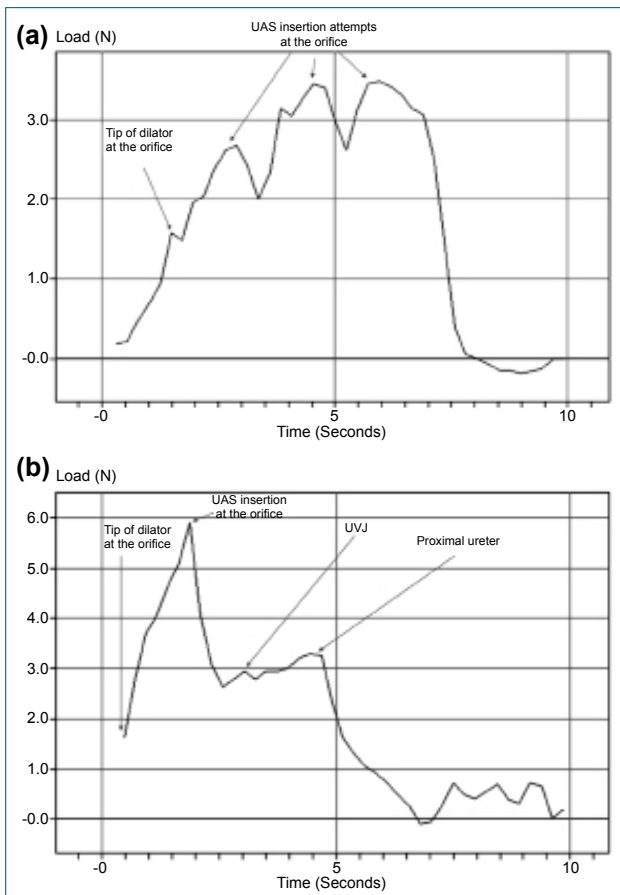 (a)
Load (N)
UAS insertion attempts
at the orifice
3.0
Tip of dilator
at the orifice
2.0
1.0
-0.0
-0
5
10
Time (Seconds)
(b)
Load (N)
6.0
UAS insertion
at the orifice
Tip of dilator
at the orifice
UVJ
Proximal ureter
5.0
4.0
3.0
2.0
1.0
-0.0
-0
5
10
Time (Seconds)